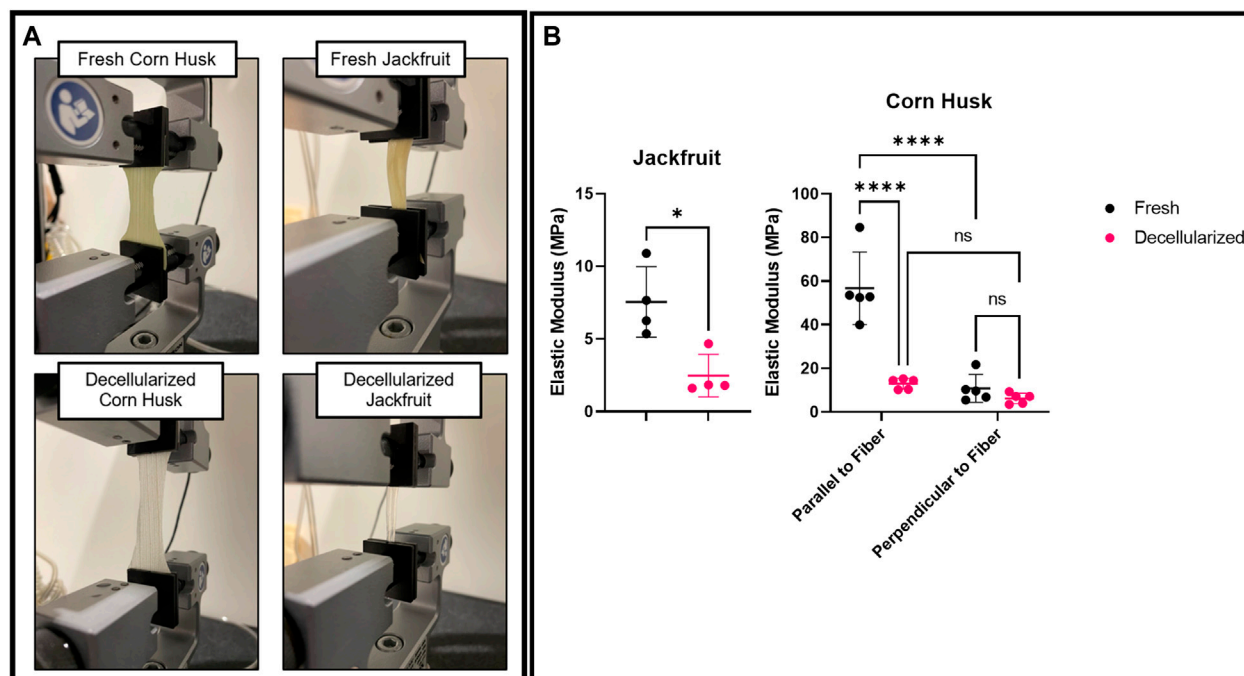 A
Fresh Corn Husk
Fresh Jackfruit
Decellularized
Corn Husk
Decellularized
Jackfruit
B
Jackfruit
Elastic Modulus (MPa)
15
10
5
0
*
Corn Husk
Elastic Modulus (MPa)
100
80
60
40
20
0
****
****
ns
ns
Parallel to Fiber
Perpendicular to Fiber
Fresh
Decellularized